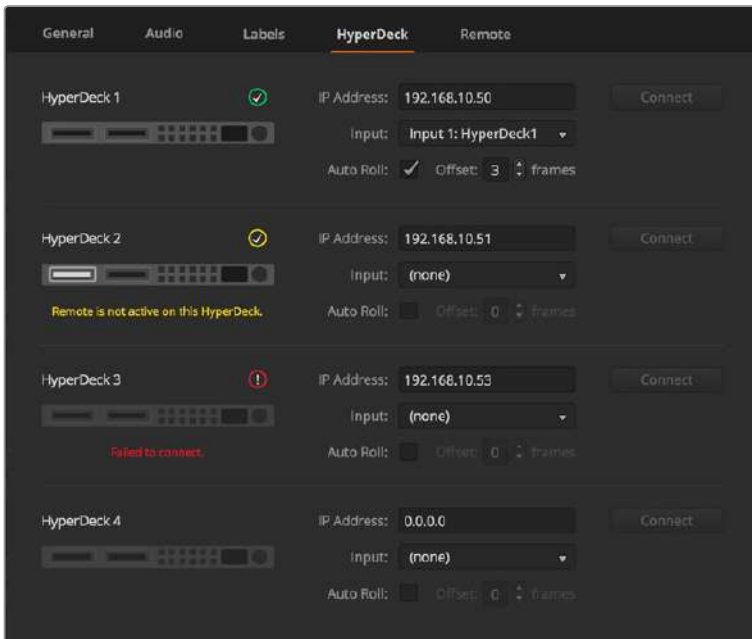 General Audio Labels HyperDeck Remote
HyperDeck 1 IP Address: 192.168.10.50 Connect
Input: Input 1: HyperDeck1
Auto Roll: Offset: 3 frames
HyperDeck 2 IP Address: 192.168.10.51 Connect
Input: (none)
Remote is not active on this HyperDeck. Auto Roll: Offset: 0 frames
HyperDeck 3 IP Address: 192.168.10.53 Connect
Input: (none)
Failed to connect. Auto Roll: Offset: 0 frames
HyperDeck 4 IP Address: 0.0.0.0 Connect
Input: (none)
Auto Roll: Offset: 0 frames